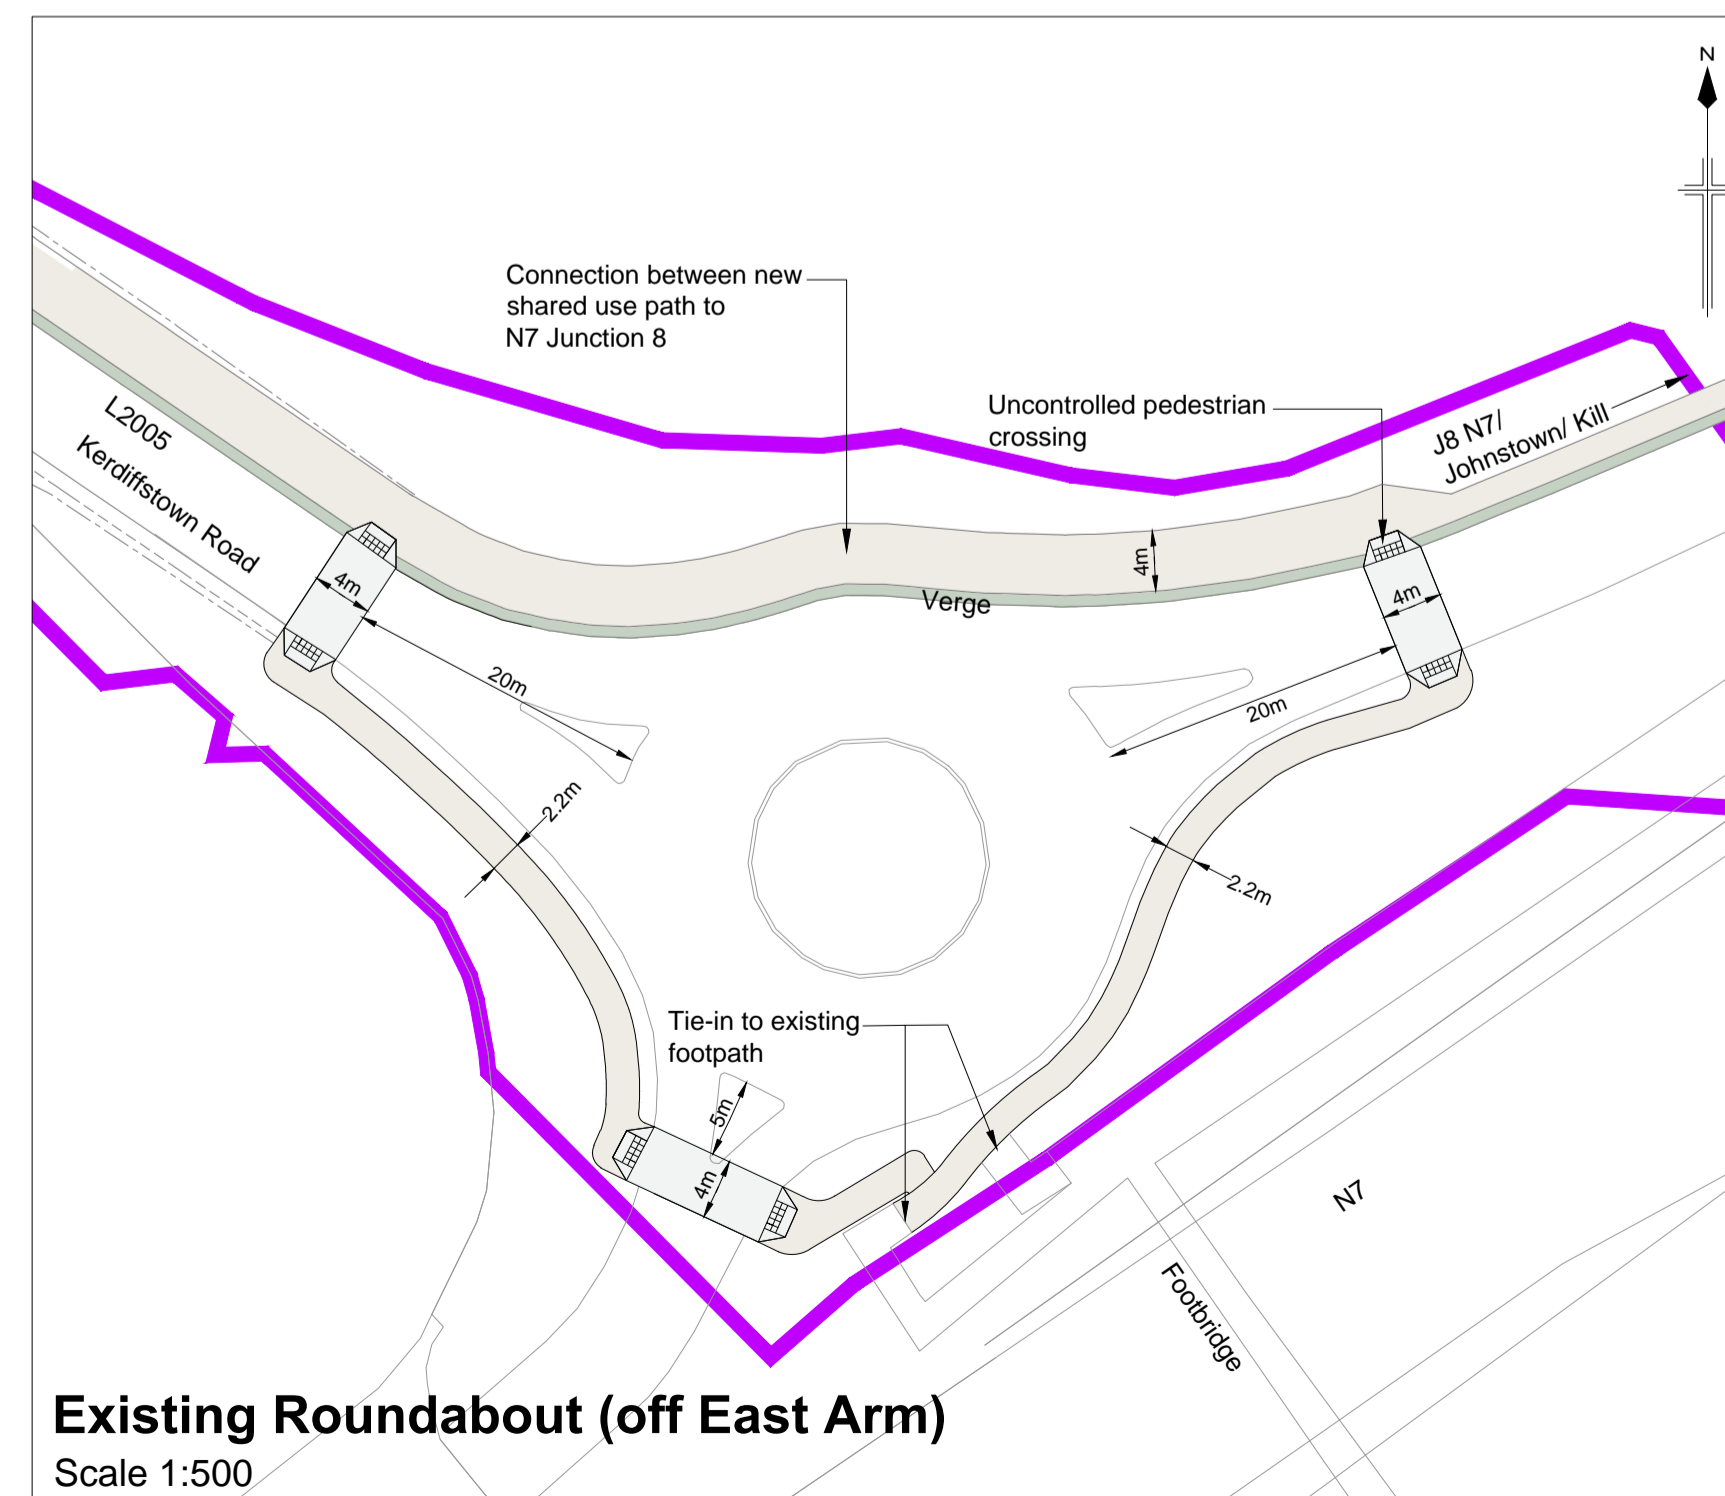 N
Connection between new
shared use path to
N7 Junction 8
Uncontrolled pedestrian
crossing
J8 N7/
Johnstown/ Kill
L2005
Kerdiffstown Road
4m
4m
4m
Verge
20m
20m
2.2m
2.2m
Tie-in to existing
footpath
5m
4m
N7
Footbridge
Existing Roundabout (off East Arm)
Scale 1:500